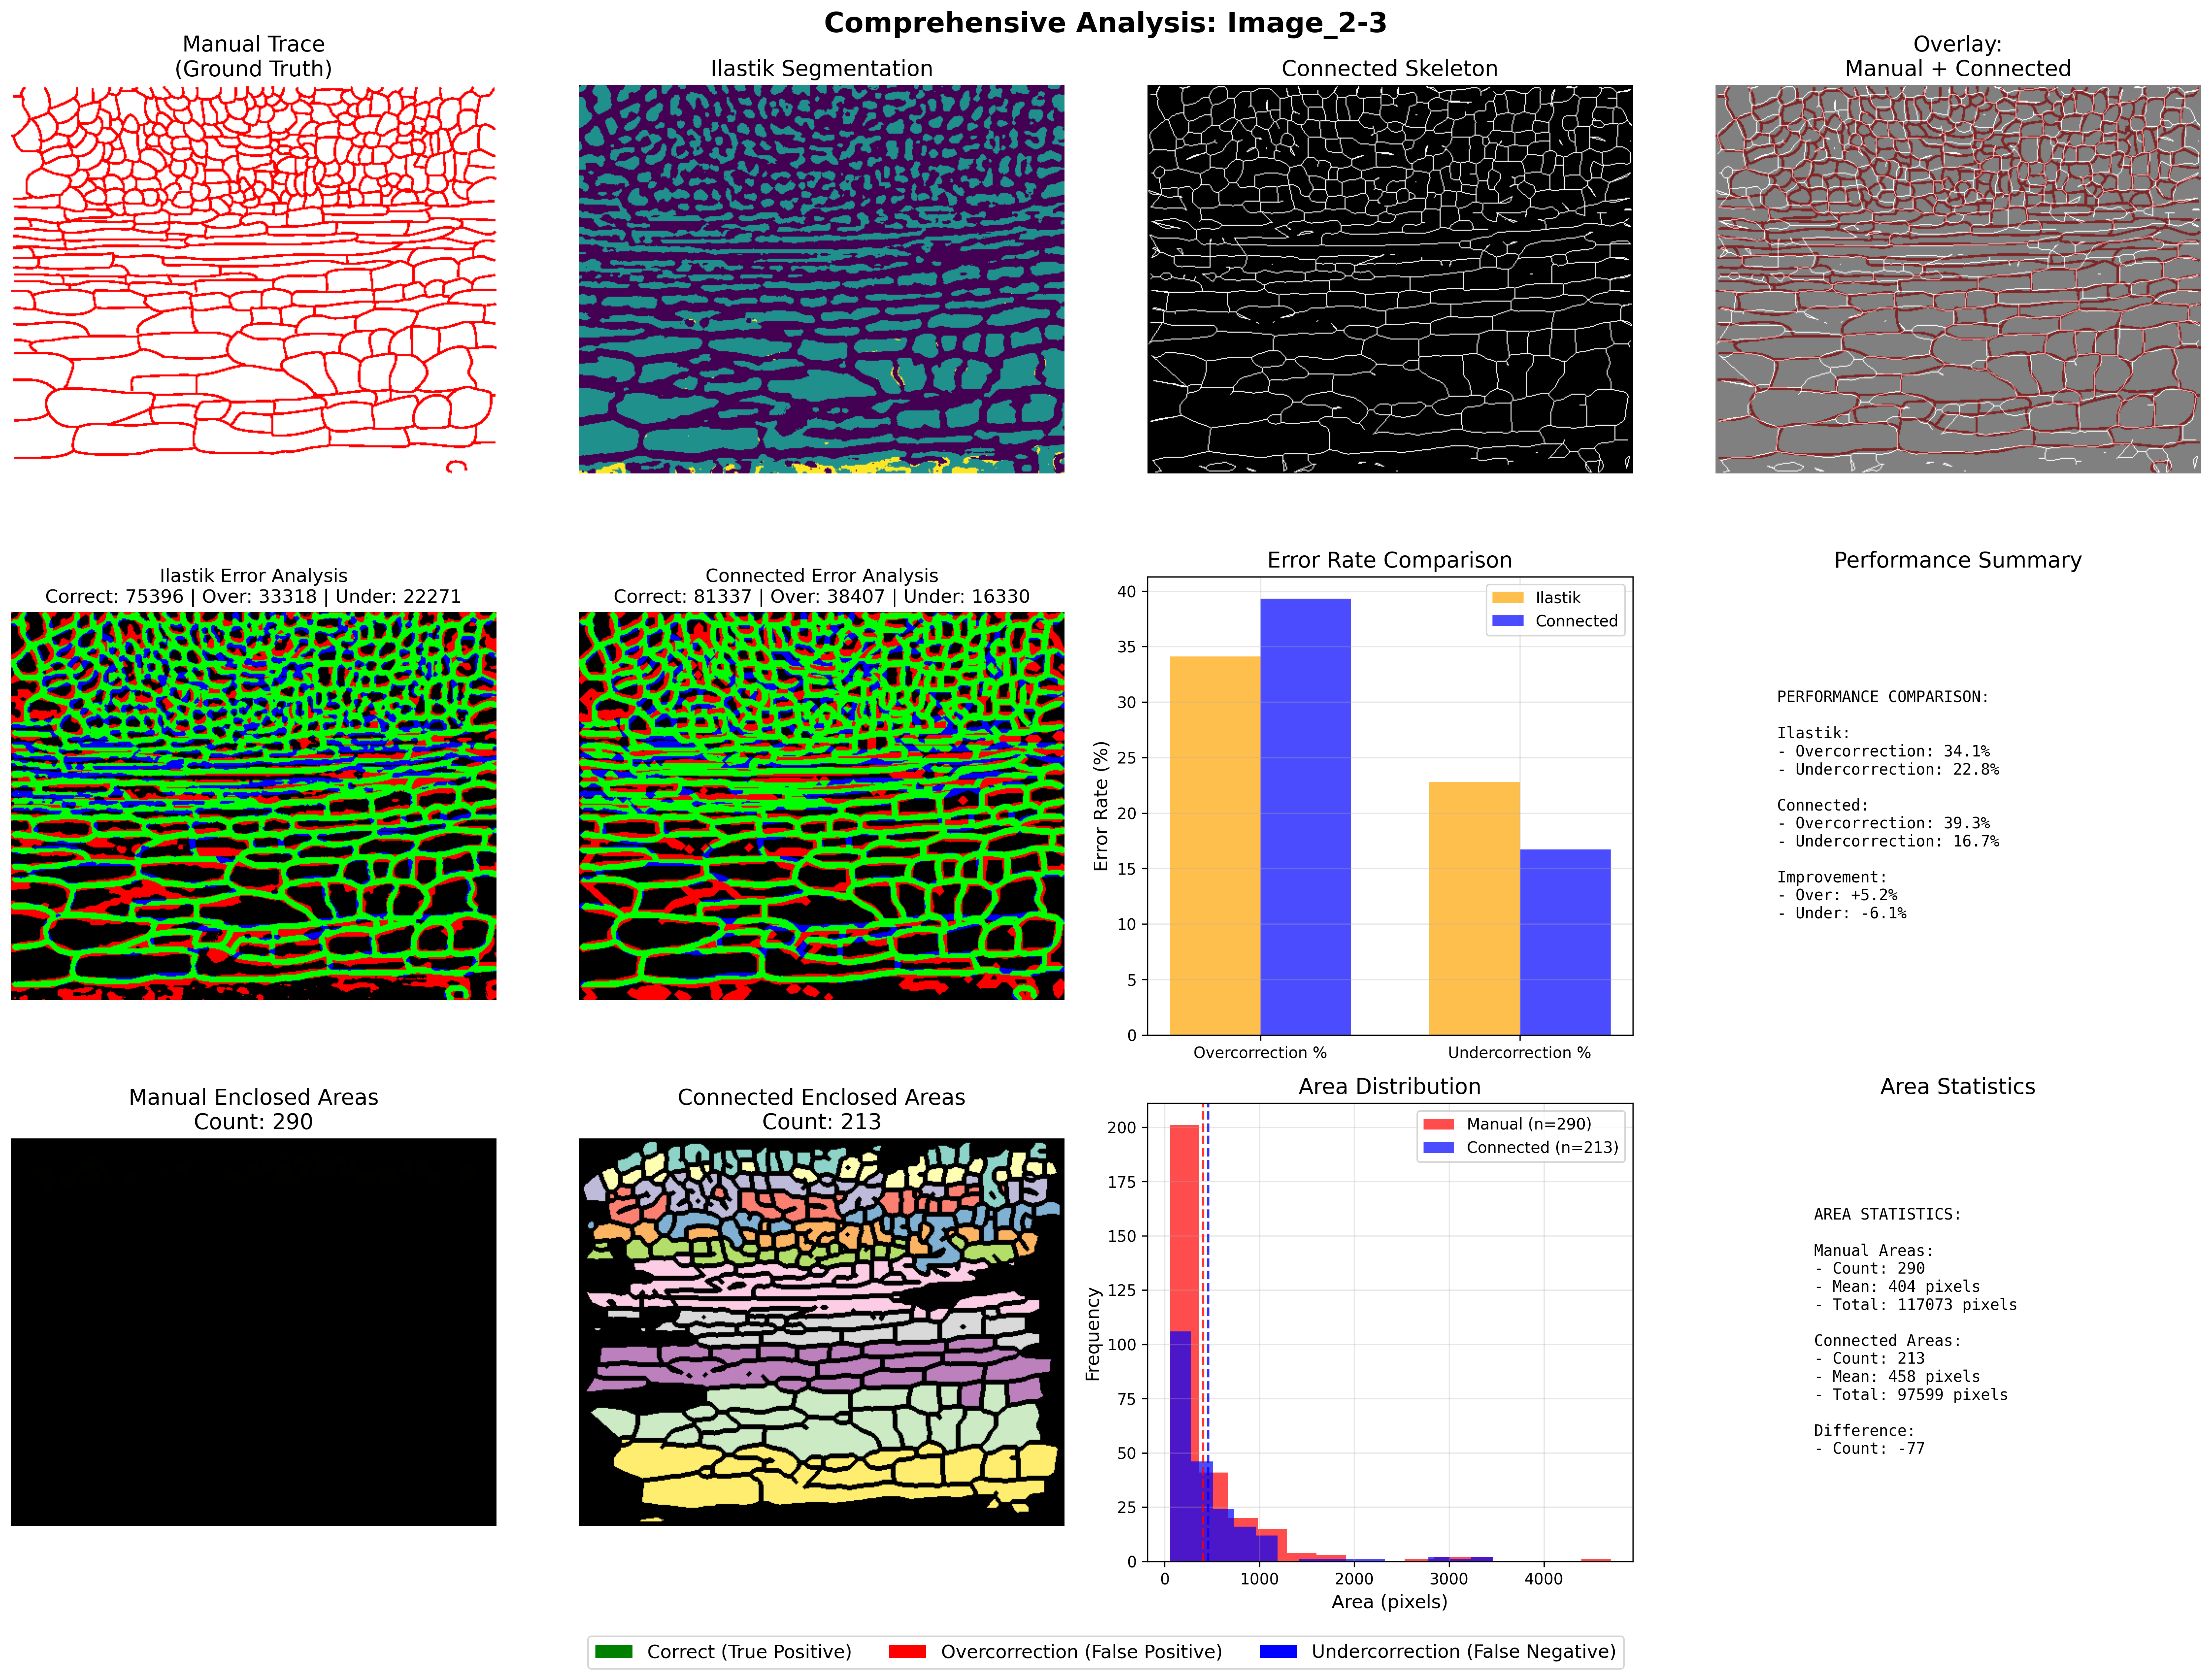 Comprehensive Analysis: Image_2-3
Manual Trace
(Ground Truth)
Ilastik Segmentation
Connected Skeleton
Overlay:
Manual + Connected
Ilastik Error Analysis
Correct: 75396 | Over: 33318 | Under: 22271
Connected Error Analysis
Correct: 81337 | Over: 38407 | Under: 16330
Error Rate Comparison
Error Rate (%)
40
35
30
25
20
15
10
5
0
Ilastik
Connected
Overcorrection %
Undercorrection %
Performance Summary
PERFORMANCE COMPARISON:
Ilastik:
- Overcorrection: 34.1%
- Undercorrection: 22.8%
Connected:
- Overcorrection: 39.3%
- Undercorrection: 16.7%
Improvement:
- Over: +5.2%
- Under: -6.1%
Manual Enclosed Areas
Count: 290
Connected Enclosed Areas
Count: 213
Area Distribution
Frequency
200
175
150
125
100
75
50
25
0
Manual (n=290)
Connected (n=213)
0
1000
2000
3000
4000
Area (pixels)
Area Statistics
AREA STATISTICS:
Manual Areas:
- Count: 290
- Mean: 404 pixels
- Total: 117073 pixels
Connected Areas:
- Count: 213
- Mean: 458 pixels
- Total: 97599 pixels
Difference:
- Count: -77
Correct (True Positive)
Overcorrection (False Positive)
Undercorrection (False Negative)